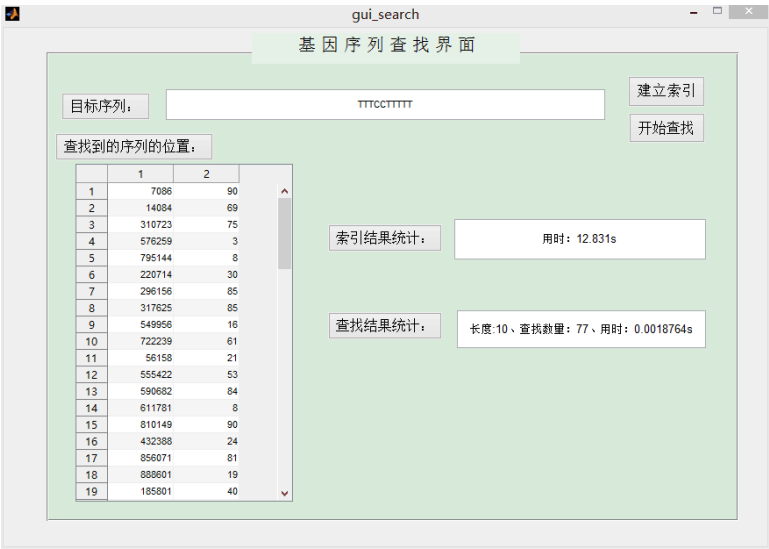 gui_search
基因序列查找界面
目标序列：
TTTCCTTTTT
建立索引
开始查找
查找到的序列的位置：
1 2
1 7086 90
2 14084 69
3 310723 75
4 576259 3
5 795144 8
6 220714 30
7 296156 85
8 317625 85
9 549956 16
10 722239 61
11 56158 21
12 555422 53
13 590682 84
14 611781 8
15 810149 90
16 432388 24
17 856071 81
18 888601 19
19 185801 40
索引结果统计：
用时：12.831s
查找结果统计：
长度:10、查找数量：77、用时：0.0018764s